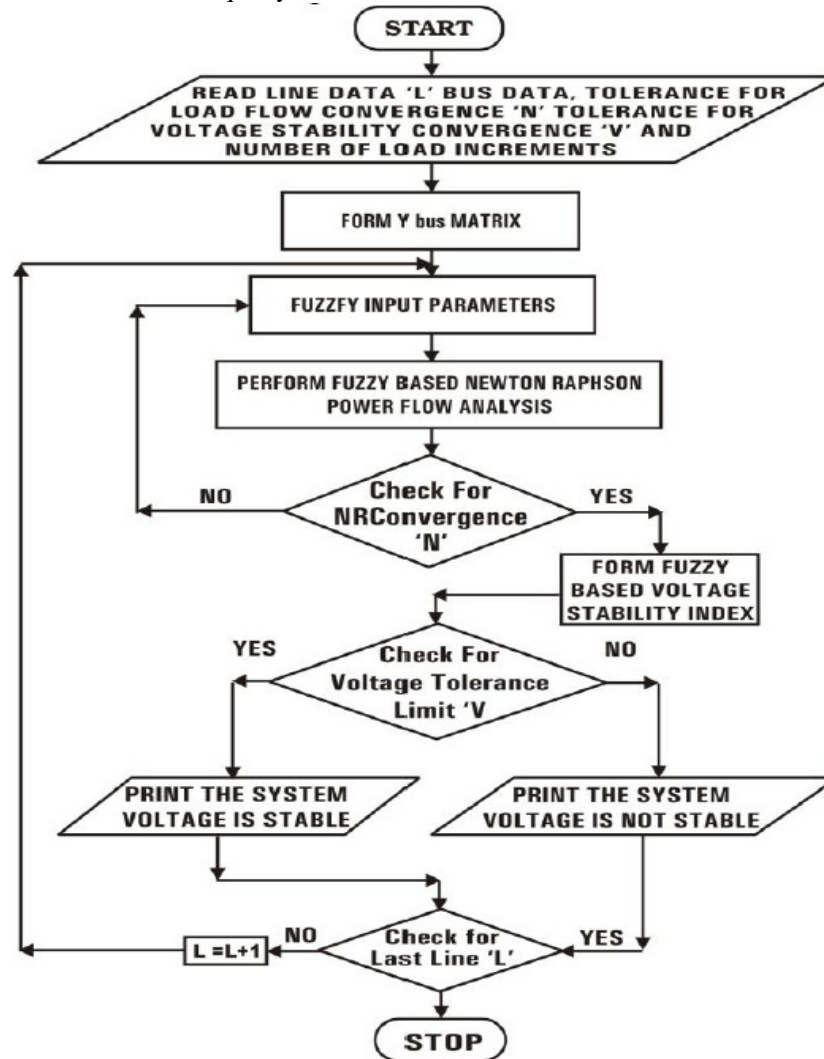 START
READ LINE DATA ‘L’ BUS DATA, TOLERANCE FOR
LOAD FLOW CONVERGENCE ‘N’ TOLERANCE FOR
VOLTAGE STABILITY CONVERGENCE ‘V’ AND
NUMBER OF LOAD INCREMENTS
FORM Y bus MATRIX
FUZZFY INPUT PARAMETERS
PERFORM FUZZY BASED NEWTON RAPHSON
POWER FLOW ANALYSIS
NO
Check For
NRConvergence
‘N’
YES
FORM FUZZY
BASED VOLTAGE
STABILITY INDEX
YES
Check For
Voltage Tolerance
Limit ‘V
NO
PRINT THE SYSTEM
VOLTAGE IS STABLE
PRINT THE SYSTEM
VOLTAGE IS NOT STABLE
L =L+1
NO
Check for
Last Line ‘L’
YES
STOP